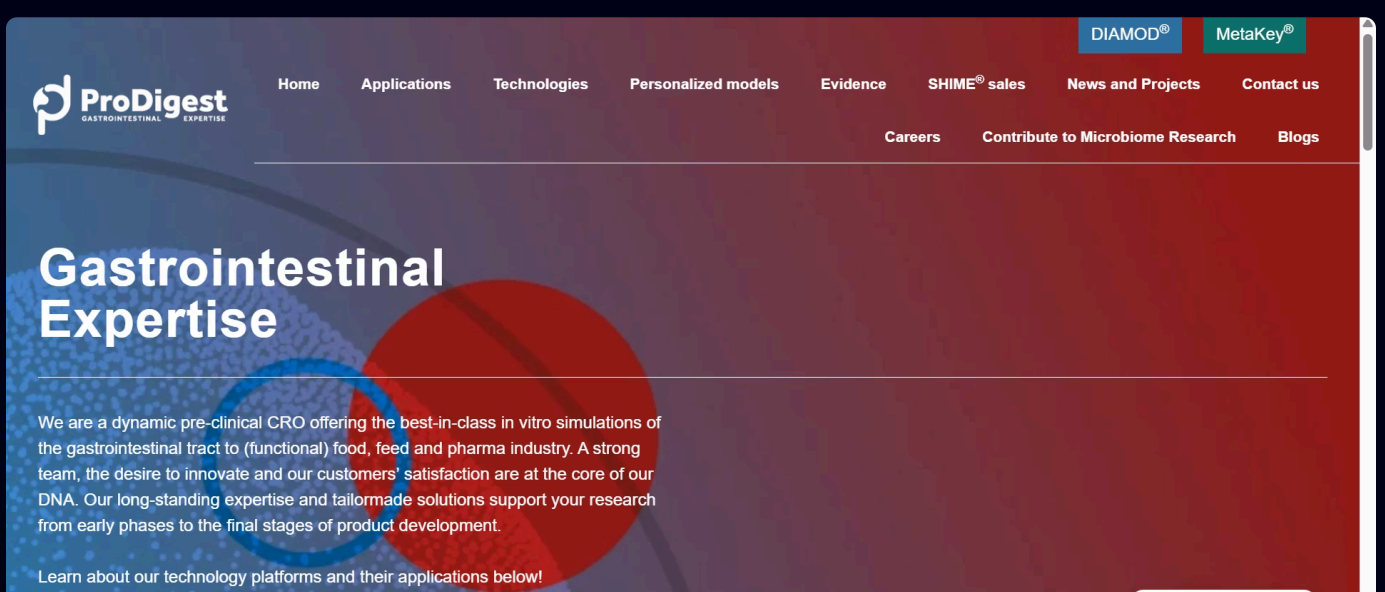 DIAMOD® MetaKey®
ProDigest
GASTROINTESTINAL EXPERTISE
Home Applications Technologies Personalized models Evidence SHIME® sales News and Projects Contact us
Careers Contribute to Microbiome Research Blogs
Gastrointestinal
Expertise
We are a dynamic pre-clinical CRO offering the best-in-class in vitro simulations of
the gastrointestinal tract to (functional) food, feed and pharma industry. A strong
team, the desire to innovate and our customers' satisfaction are at the core of our
DNA. Our long-standing expertise and tailormade solutions support your research
from early phases to the final stages of product development.
Learn about our technology platforms and their applications below!